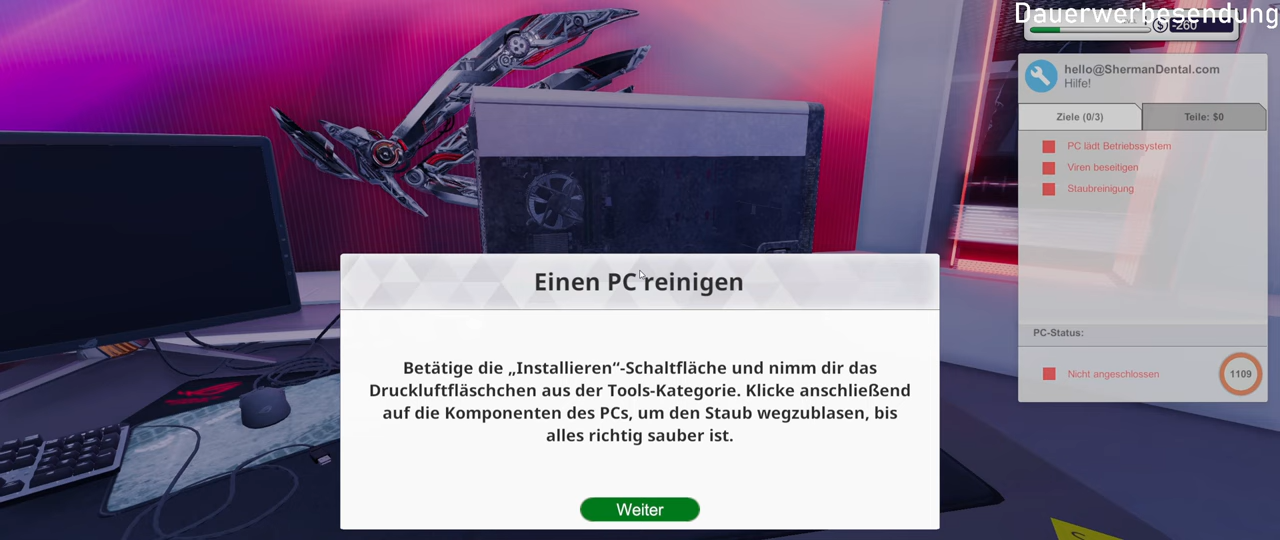 Dauerwerbesendung
-260
hello@ShermanDental.com
Hilfe!
Ziele (0/3)
Teile: $0
PC lädt Betriebssystem
Viren beseitigen
Staubreinigung
Einen PC reinigen
Betätige die „Installieren“-Schaltfläche und nimm dir das
Druckluftfläschchen aus der Tools-Kategorie. Klicke anschließend
auf die Komponenten des PCs, um den Staub wegzublasen, bis
alles richtig sauber ist.
Weiter
PC-Status:
Nicht angeschlossen
1109